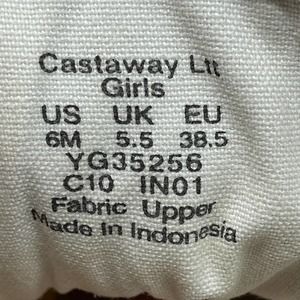 Castaway Ltt
Girls
US UK EU
6M 5.5 38.5
YG35256
C10 IN01
Fabric Upper
Made In Indonesia